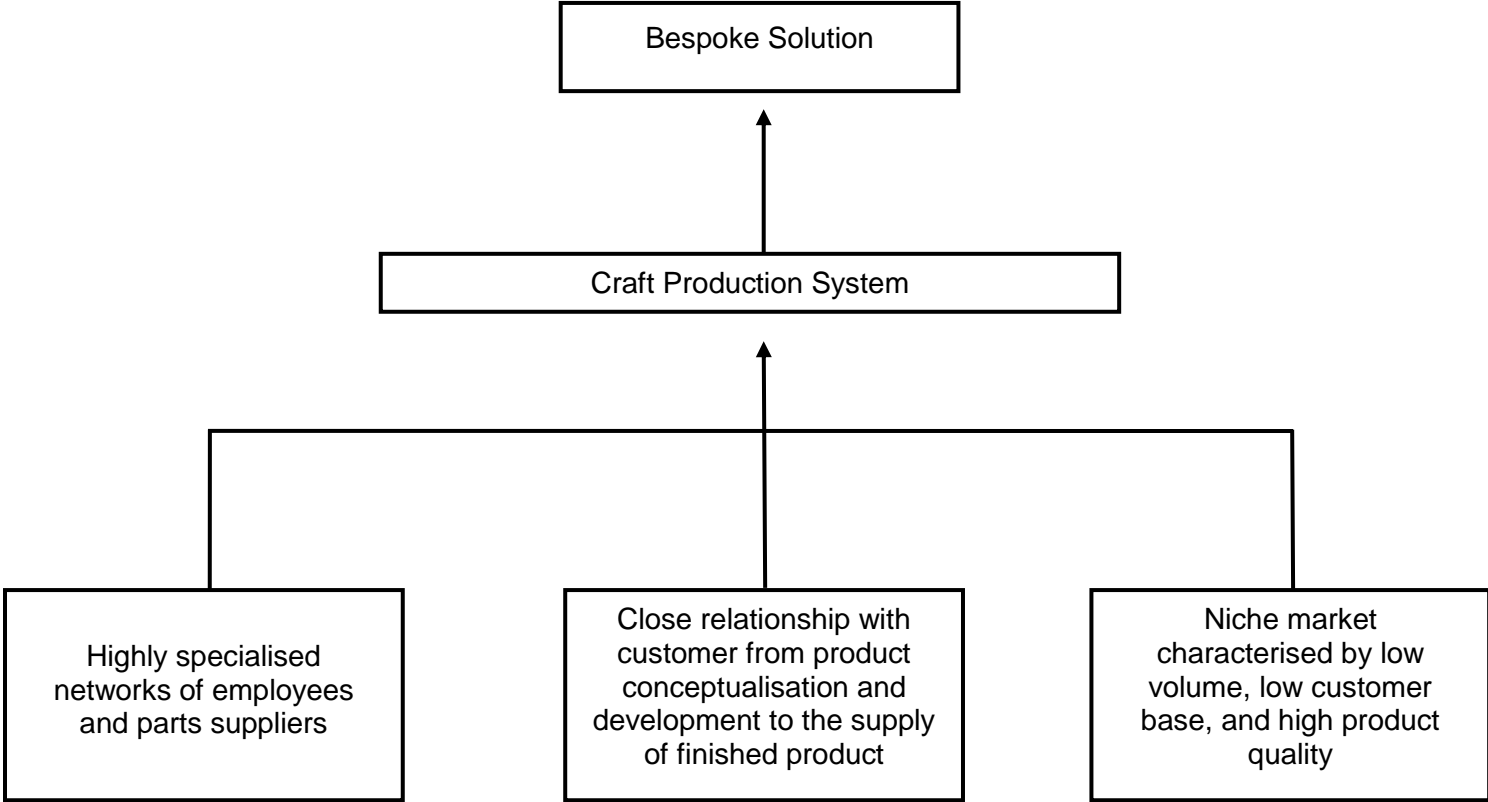 Bespoke Solution
Craft Production System
Highly specialised
networks of employees
and parts suppliers
Close relationship with
customer from product
conceptualisation and
development to the supply
of finished product
Niche market
characterised by low
volume, low customer
base, and high product
quality